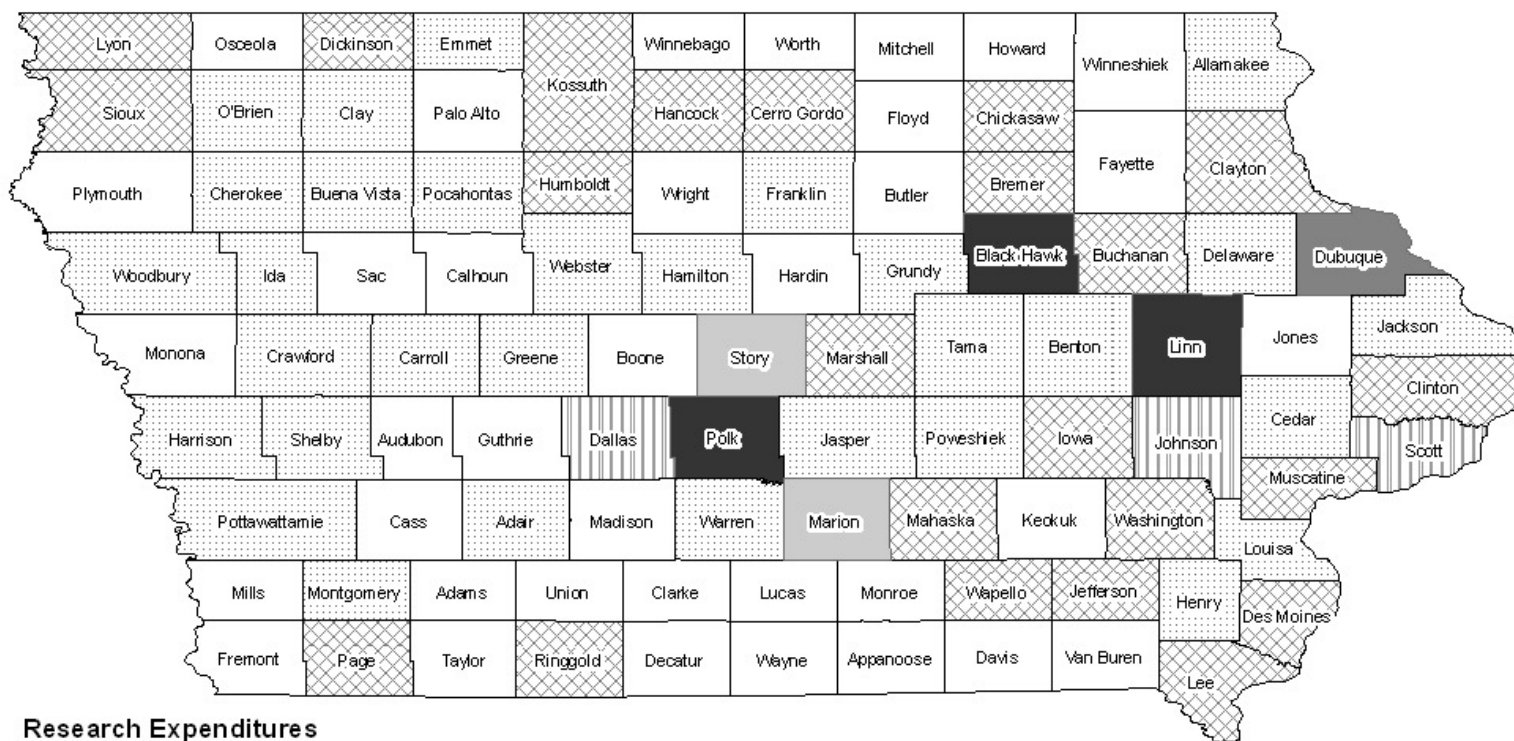 Lyon Osceola Dickinson Emmet Winnebago Worth Mitchell Howard Winneshiek Allamakee
Sioux O'Brien Clay Palo Alto Kossuth Hancock Cerro Gordo Floyd Chickasaw
Plymouth Cherokee Buena Vista Pocahontas Humboldt Wright Franklin Butler Bremer Fayette Clayton
Woodbury Ida Sac Calhoun Webster Hamilton Hardin Grundy Black Hawk Buchanan Delaware Dubuque
Monona Crawford Carroll Greene Boone Story Marshall Tama Benton Linn Jones Jackson
Clinton
Harrison Shelby Audubon Guthrie Dallas Polk Jasper Poweshiek Iowa Johnson Cedar Scott
Muscatine
Pottawattamie Cass Adair Madison Warren Marion Mahaska Keokuk Washington Louisa
Mills Montgomery Adams Union Clarke Lucas Monroe Wapello Jefferson Henry Des Moines
Fremont Page Taylor Ringgold Decatur Wayne Appanoose Davis Van Buren Lee
Research Expenditures